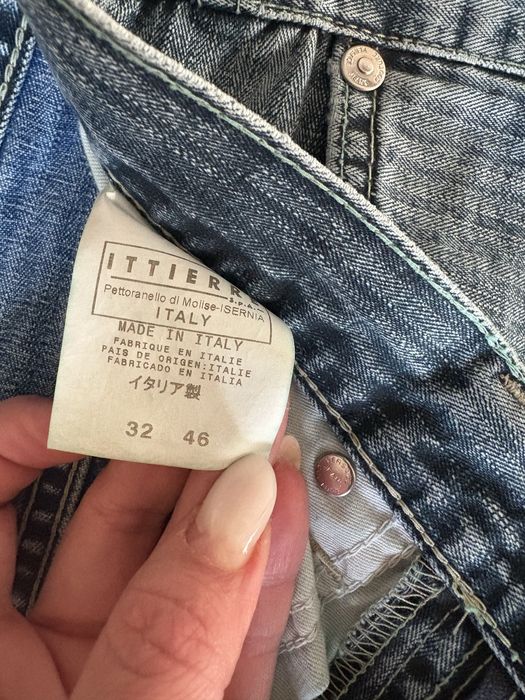 ITTIERRE
S.p.A.
Pettoranello di Molise-ISERNIA
ITALY
MADE IN ITALY
FABRIQUE EN ITALIE
PAIS DE ORIGEN:ITALIE
FABRICADO EN ITALIA
イタリア製
32 46